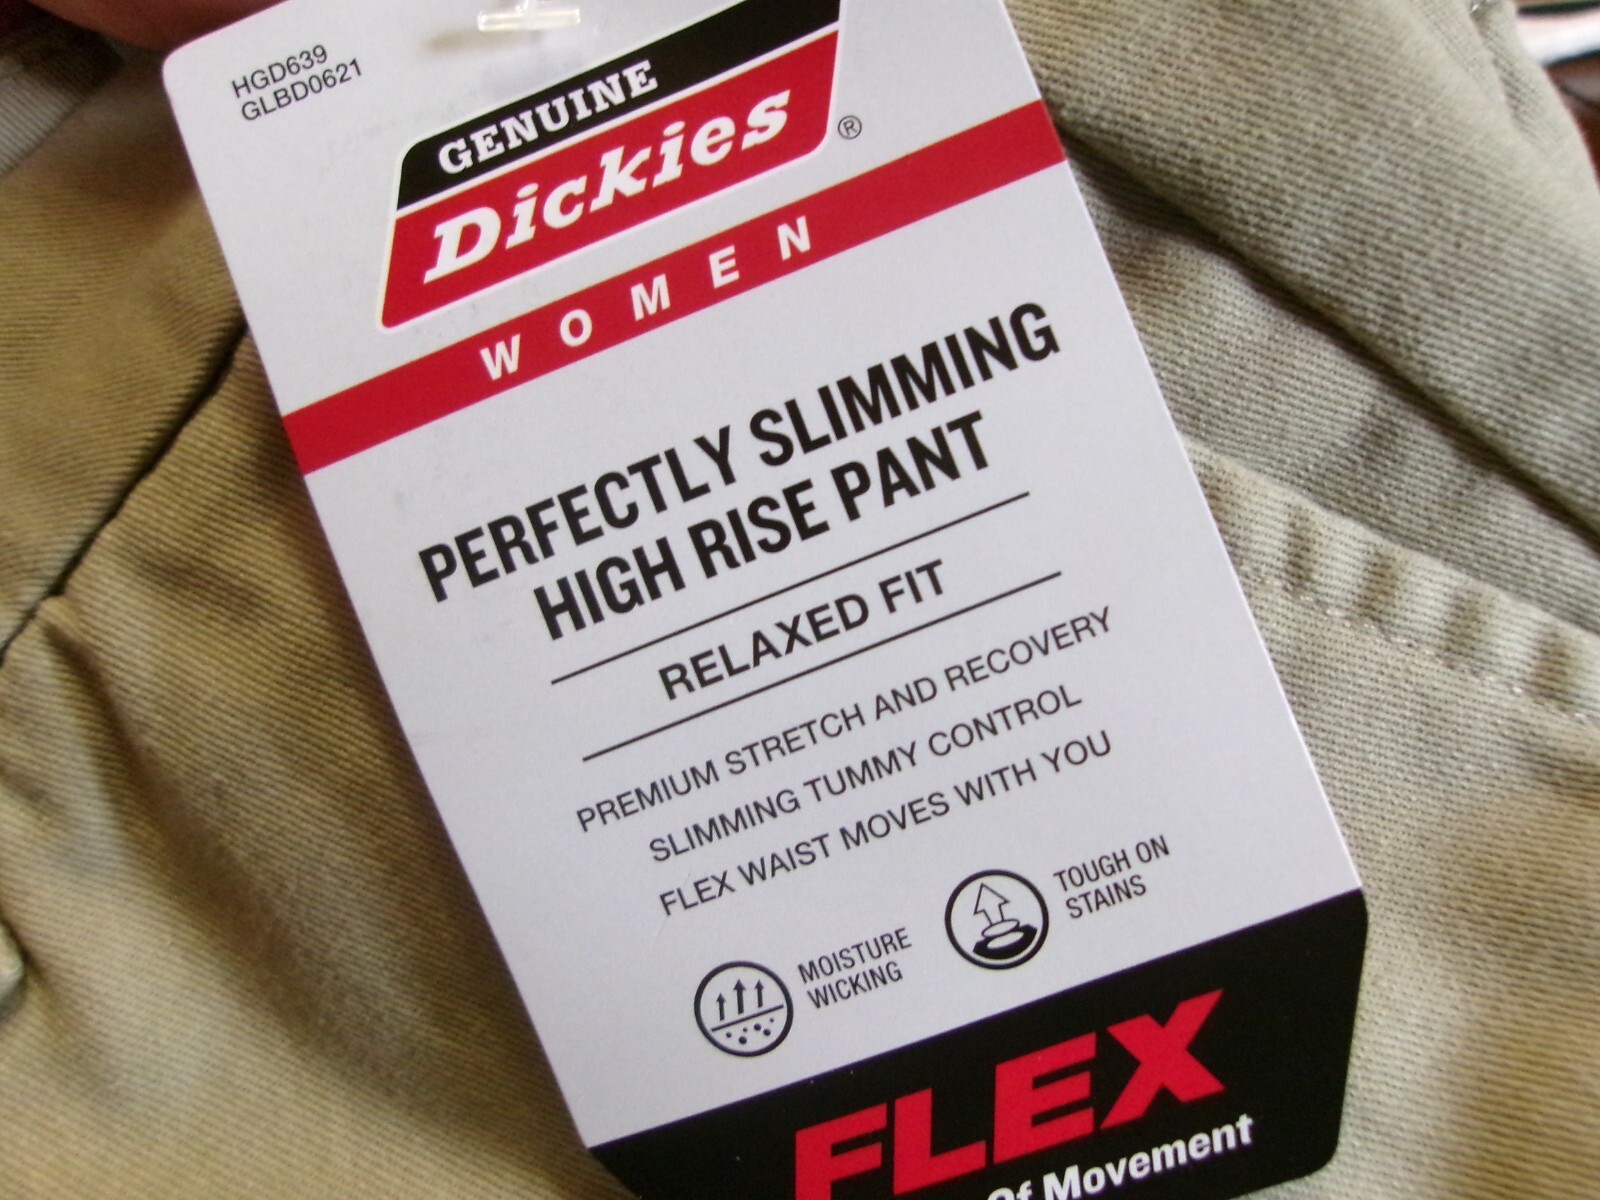 HGD639
GLBD0621
GENUINE
Dickies®
WOMEN
PERFECTLY SLIMMING
HIGH RISE PANT
RELAXED FIT
PREMIUM STRETCH AND RECOVERY
SLIMMING TUMMY CONTROL
FLEX WAIST MOVES WITH YOU
MOISTURE
WICKING
TOUGH ON
STAINS
FLEX
Of Movement